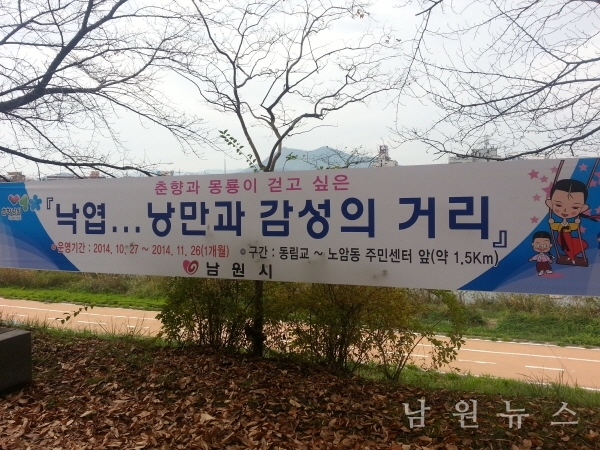 춘향과 몽룡이 걷고 싶은
『낙엽...낭만과 감성의 거리』
※운영기간 : 2014. 10. 27 ~ 2014. 11. 26(1개월) ※구간 : 동림교 ~ 노암동 주민센터 앞(약 1.5Km)
남원시
남원뉴스